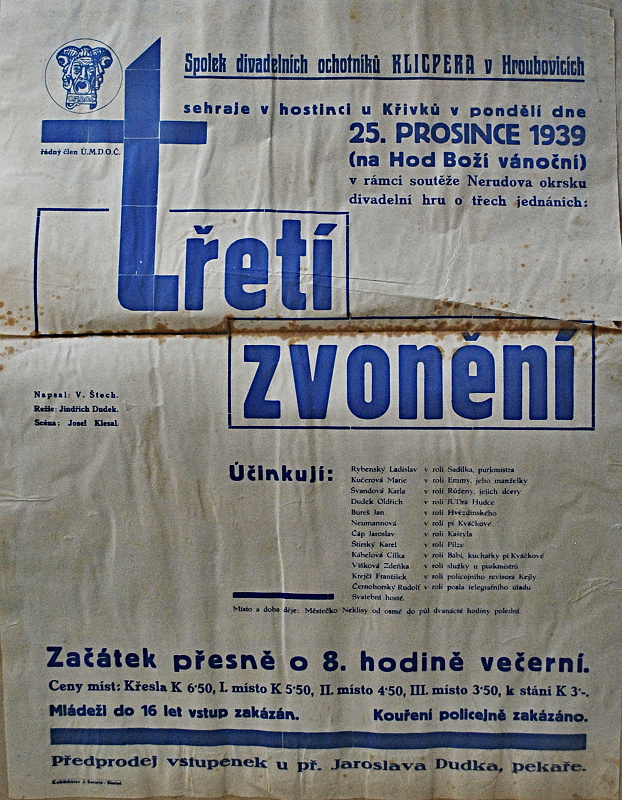 Spolek divadelních ochotníků KLICPERA v Hroubovicích
sehraje v hostinci u Křivků v pondělí dne
25. PROSINCE 1939
řádný člen Ú.M.D.O.Č.
(na Hod Boží vánoční)
v rámci soutěže Nerudova okrsku
divadelní hru o třech jednáních:
třetí
zvonění
Napsal: V. Štech.
Režie: Jindřich Dudek.
Scéna: Josef Klesal.
Účinkují:
Rybenský Ladislav v roli Sadílka, purkmistra
Kučerová Marie v roli Emmy, jeho manželky
Švandová Karla v roli Růženy, jejich dcery
Dudek Oldřich v roli JUDra Hudce
Bureš Jan v roli Hvězdinského
Neumannová v roli pí Kváčkové
Čáp Jaroslav v roli Kaštyla
Štirský Karel v roli Pilze
Kábelová Cilka v roli Bábi, kuchařky pí Kváčkové
Víšková Zdeňka v roli služky u purkmistrů
Krejčí František v roli policejního revisora Kejly
Černohorský Rudolf v roli posla telegrafního úřadu
Svatební hosté.
Místo a doba děje: Městečko Neklisy od osmé do půl dvanácté hodiny polední.
Začátek přesně o 8. hodině večerní.
Ceny míst: Křesla K 6·50, I. místo K 5·50, II. místo 4·50, III. místo 3·50, k stání K 3·-.
Mládeži do 16 let vstup zakázán. Kouření policejně zakázáno.
Předprodej vstupenek u př. Jaroslava Dudka, pekaře.